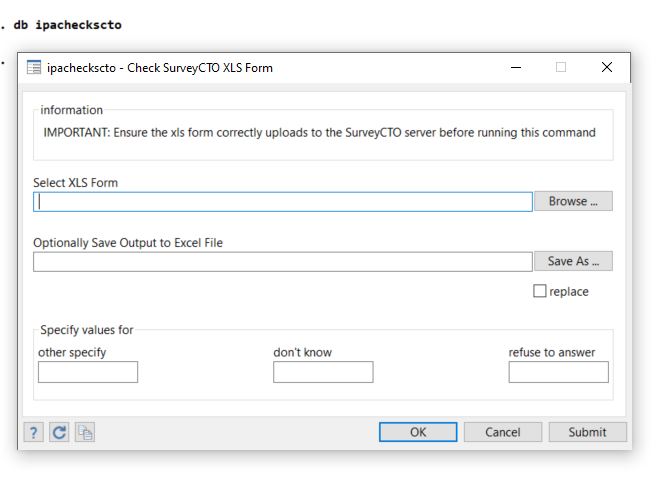 . db ipacheckscto
.
ipacheckscto - Check SurveyCTO XLS Form
information
IMPORTANT: Ensure the xls form correctly uploads to the SurveyCTO server before running this command
Select XLS Form
Browse ...
Optionally Save Output to Excel File
Save As ...
replace
Specify values for
other specify don't know refuse to answer
? OK Cancel Submit